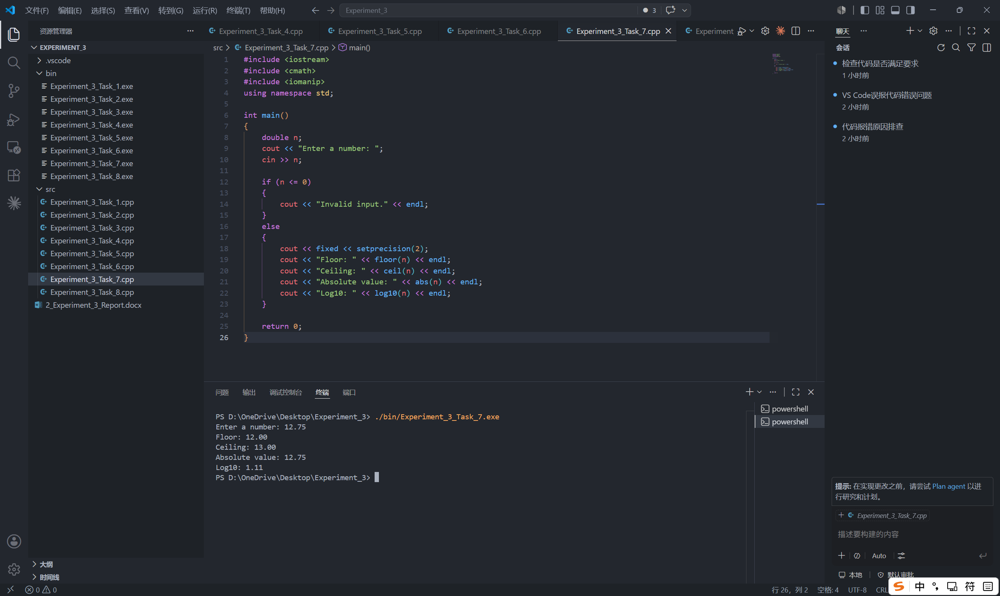 文件(F) 编辑(E) 选择(S) 查看(V) 转到(G) 运行(R) 终端(T) 帮助(H)
Experiment_3
3
资源管理器
EXPERIMENT_3
.vscode
bin
Experiment_3_Task_1.exe
Experiment_3_Task_2.exe
Experiment_3_Task_3.exe
Experiment_3_Task_4.exe
Experiment_3_Task_5.exe
Experiment_3_Task_6.exe
Experiment_3_Task_7.exe
Experiment_3_Task_8.exe
src
Experiment_3_Task_1.cpp
Experiment_3_Task_2.cpp
Experiment_3_Task_3.cpp
Experiment_3_Task_4.cpp
Experiment_3_Task_5.cpp
Experiment_3_Task_6.cpp
Experiment_3_Task_7.cpp
Experiment_3_Task_8.cpp
2_Experiment_3_Report.docx
大纲
时间线
Experiment_3_Task_4.cpp Experiment_3_Task_5.cpp Experiment_3_Task_6.cpp Experiment_3_Task_7.cpp Experiment
src > Experiment_3_Task_7.cpp > main()
1 #include <iostream>
2 #include <cmath>
3 #include <iomanip>
4 using namespace std;
5
6 int main()
7 {
8 double n;
9 cout << "Enter a number: ";
10 cin >> n;
11
12 if (n <= 0)
13 {
14 cout << "Invalid input." << endl;
15 }
16 else
17 {
18 cout << fixed << setprecision(2);
19 cout << "Floor: " << floor(n) << endl;
20 cout << "Ceiling: " << ceil(n) << endl;
21 cout << "Absolute value: " << abs(n) << endl;
22 cout << "Log10: " << log10(n) << endl;
23 }
24
25 return 0;
26 }
问题 输出 调试控制台 终端 端口
PS D:\OneDrive\Desktop\Experiment_3> ./bin/Experiment_3_Task_7.exe
Enter a number: 12.75
Floor: 12.00
Ceiling: 13.00
Absolute value: 12.75
Log10: 1.11
PS D:\OneDrive\Desktop\Experiment_3>
powershell
powershell
聊天
会话
检查代码是否满足要求
1 小时前
VS Code误报代码错误问题
2 小时前
代码报错原因排查
2 小时前
提示: 在实现更改之前，请尝试 Plan agent 以进
行研究和计划。
Experiment_3_Task_7.cpp
描述要构建的内容
Auto
本地 默认审批
0 0
行 26，列 2 空格: 4 UTF-8 CRL
中 符